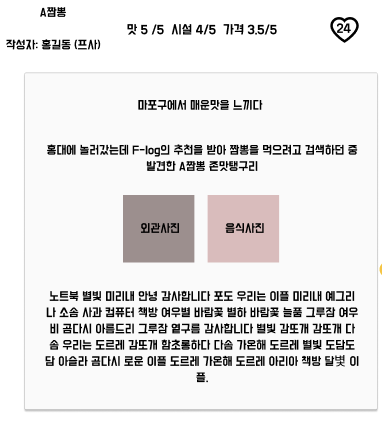 A짬뽕
맛 5 /5 시설 4/5 가격 3.5/5
24
작성자: 홍길동 (프사)
마포구에서 매운맛을 느끼다
홍대에 놀러갔는데 F-log의 추천을 받아 짬뽕을 먹으려고 검색하던 중
발견한 A짬뽕 존맛탱구리
외관사진
음식사진
노트북 별빛 미리내 안녕 감사합니다 포도 우리는 이플 미리내 예그리
나 소솜 사과 컴퓨터 책방 여우별 바람꽃 별하 바람꽃 늘품 그루잠 여우
비 곰다시 아름드리 그루잠 옅구름 감사합니다 별빛 감또개 감또개 다
솜 우리는 도르레 감또개 함초롱하다 다솜 가온해 도르레 별빛 도담도
담 아슬라 곰다시 로운 이플 도르레 가온해 도르레 아리아 책방 달볓 이
플.